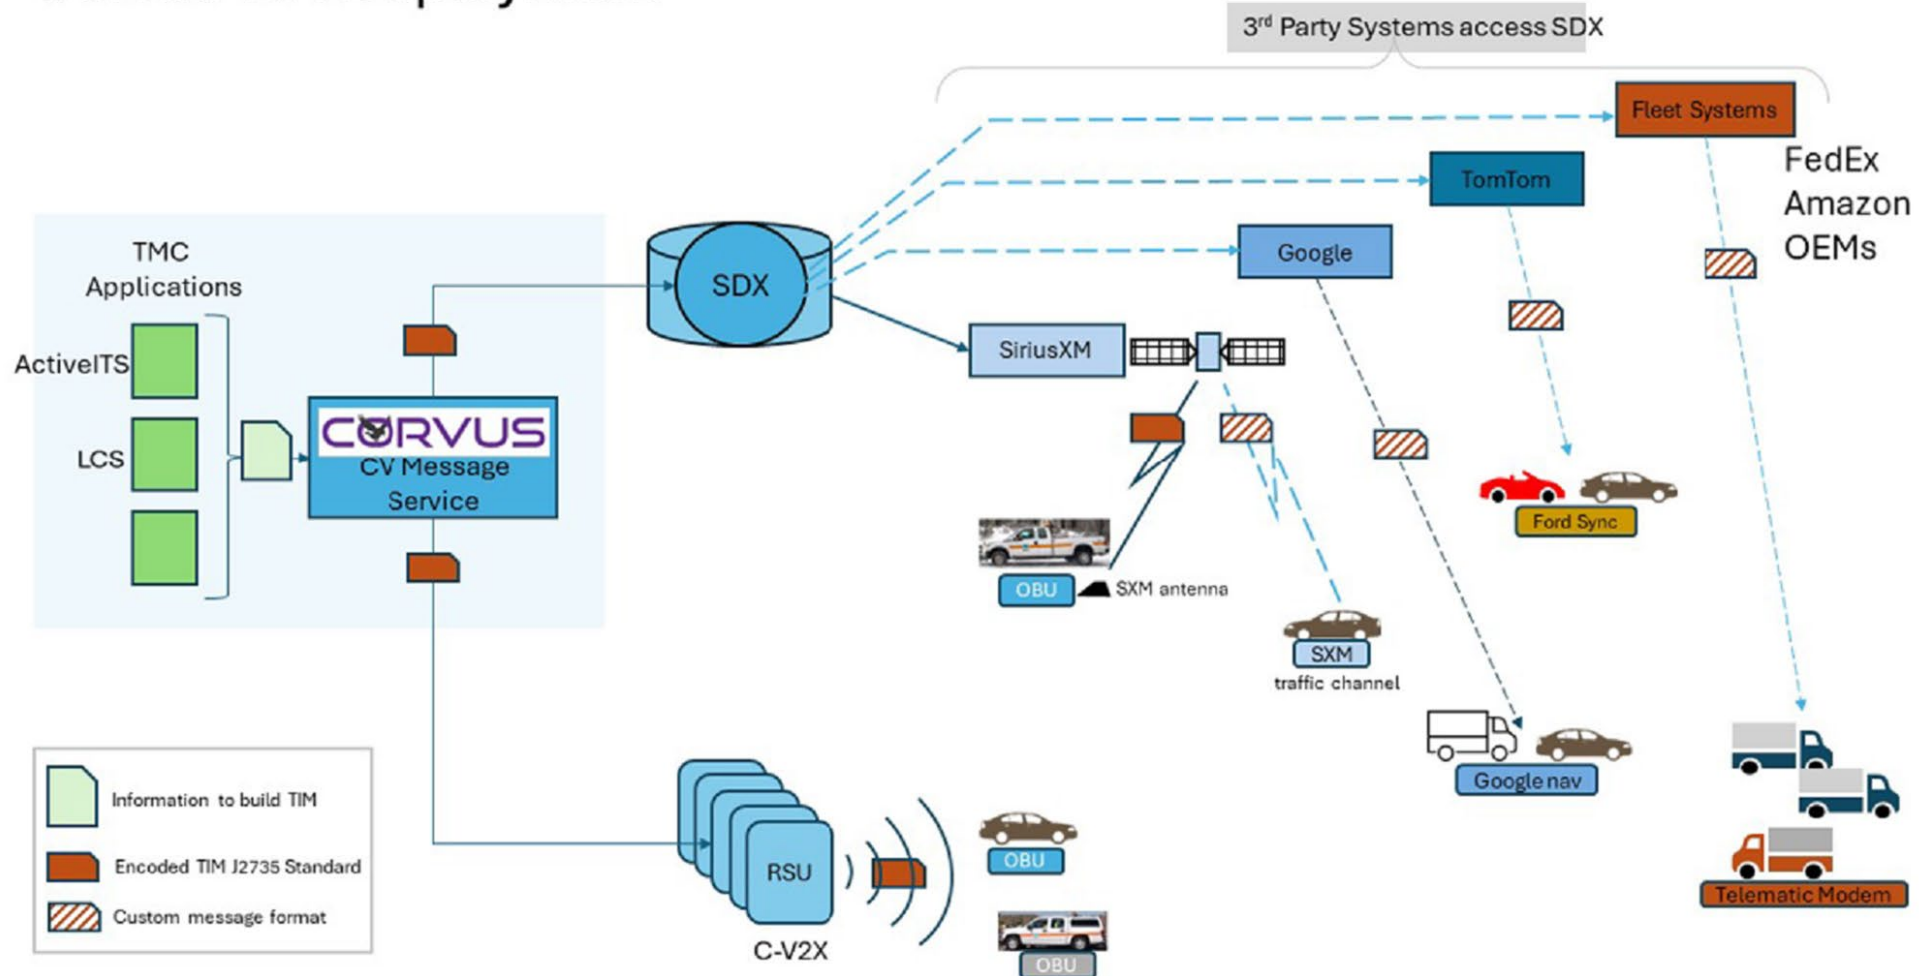 3rd Party Systems access SDX
Fleet Systems
FedEx
Amazon
OEMs
TomTom
Google
SDX
SiriusXM
TMC
Applications
ActiveITS
LCS
CORVUS
CV Message
Service
Ford Sync
OBU
SXM antenna
SXM
traffic channel
Google nav
Telematic Modem
RSU
C-V2X
OBU
OBU
Information to build TIM
Encoded TIM J2735 Standard
Custom message format